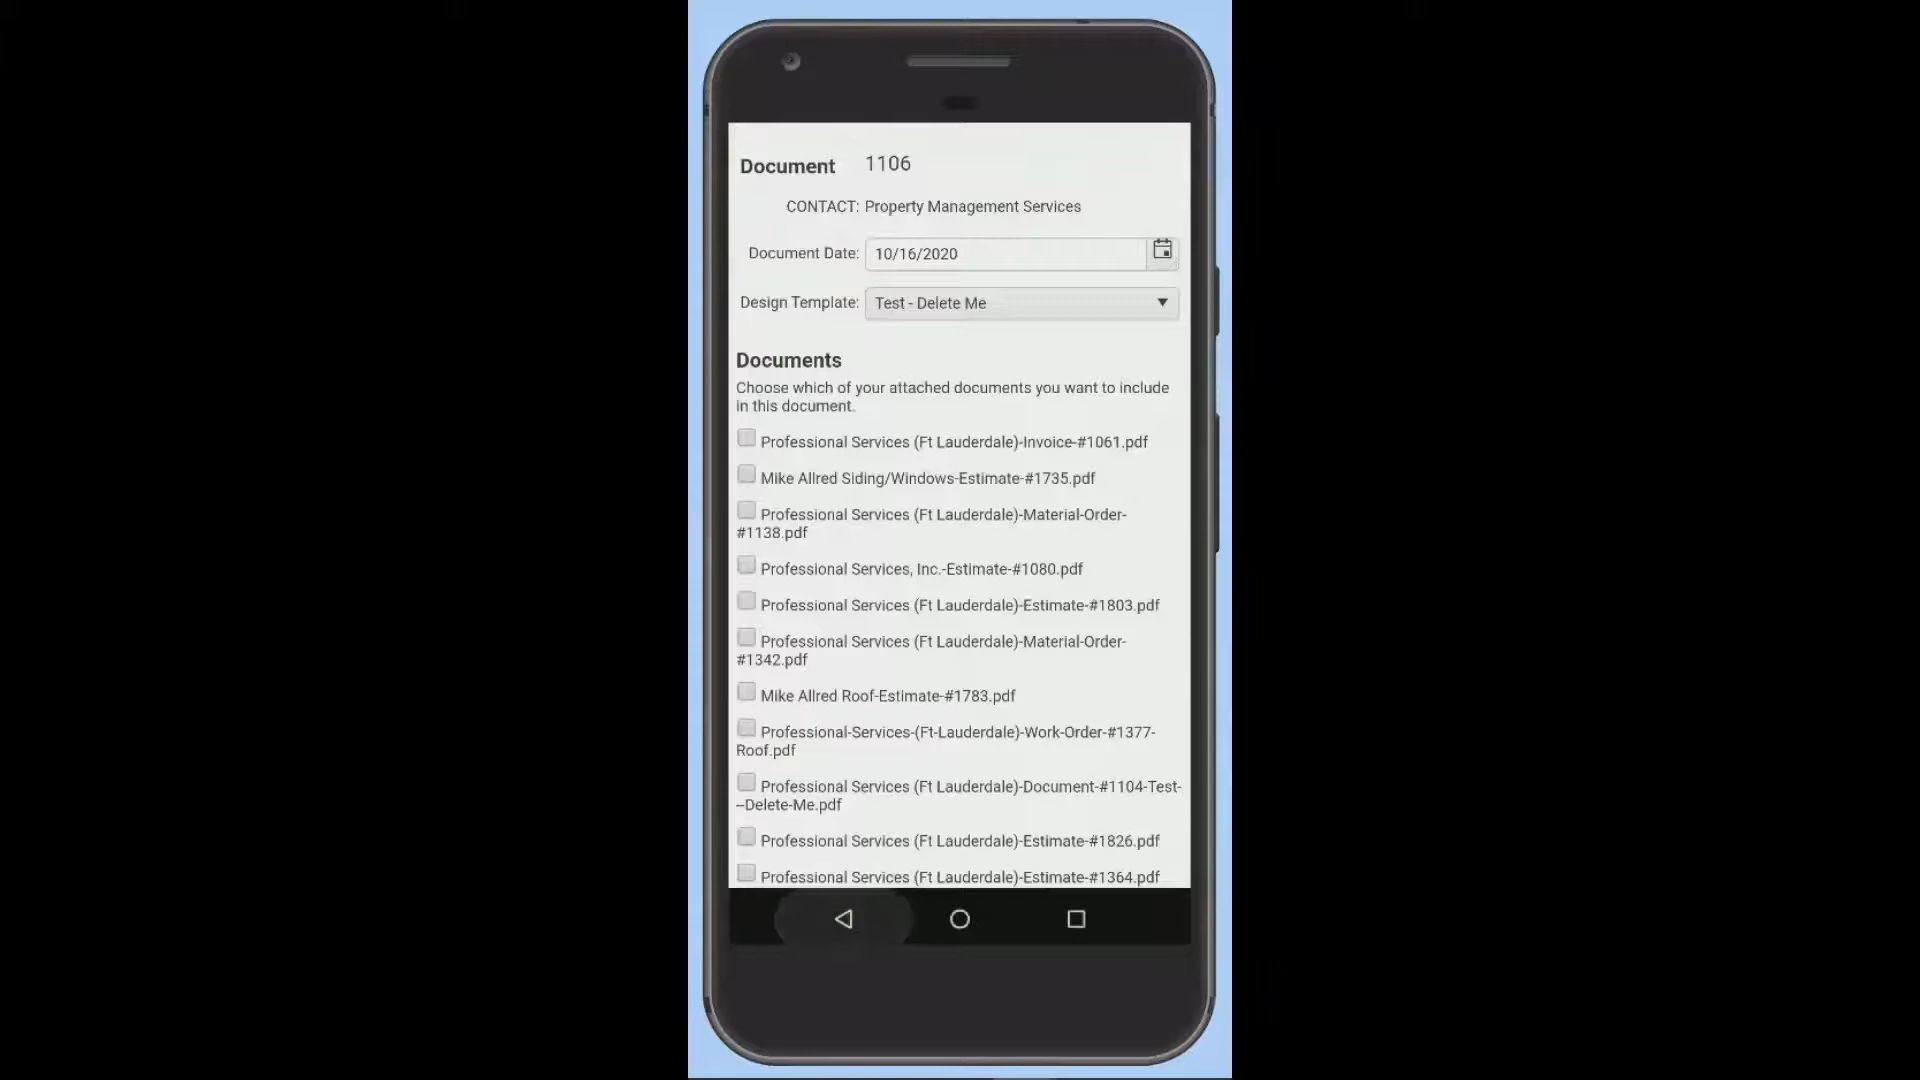 Document 1106
CONTACT: Property Management Services
Document Date: 10/16/2020
Design Template: Test - Delete Me
Documents
Choose which of your attached documents you want to include
in this document.
Professional Services (Ft Lauderdale)-Invoice-#1061.pdf
Mike Allred Siding/Windows-Estimate-#1735.pdf
Professional Services (Ft Lauderdale)-Material-Order-
#1138.pdf
Professional Services, Inc.-Estimate-#1080.pdf
Professional Services (Ft Lauderdale)-Estimate-#1803.pdf
Professional Services (Ft Lauderdale)-Material-Order-
#1342.pdf
Mike Allred Roof-Estimate-#1783.pdf
Professional-Services-(Ft-Lauderdale)-Work-Order-#1377-
Roof.pdf
Professional Services (Ft Lauderdale)-Document-#1104-Test-
--Delete-Me.pdf
Professional Services (Ft Lauderdale)-Estimate-#1826.pdf
Professional Services (Ft Lauderdale)-Estimate-#1364.pdf